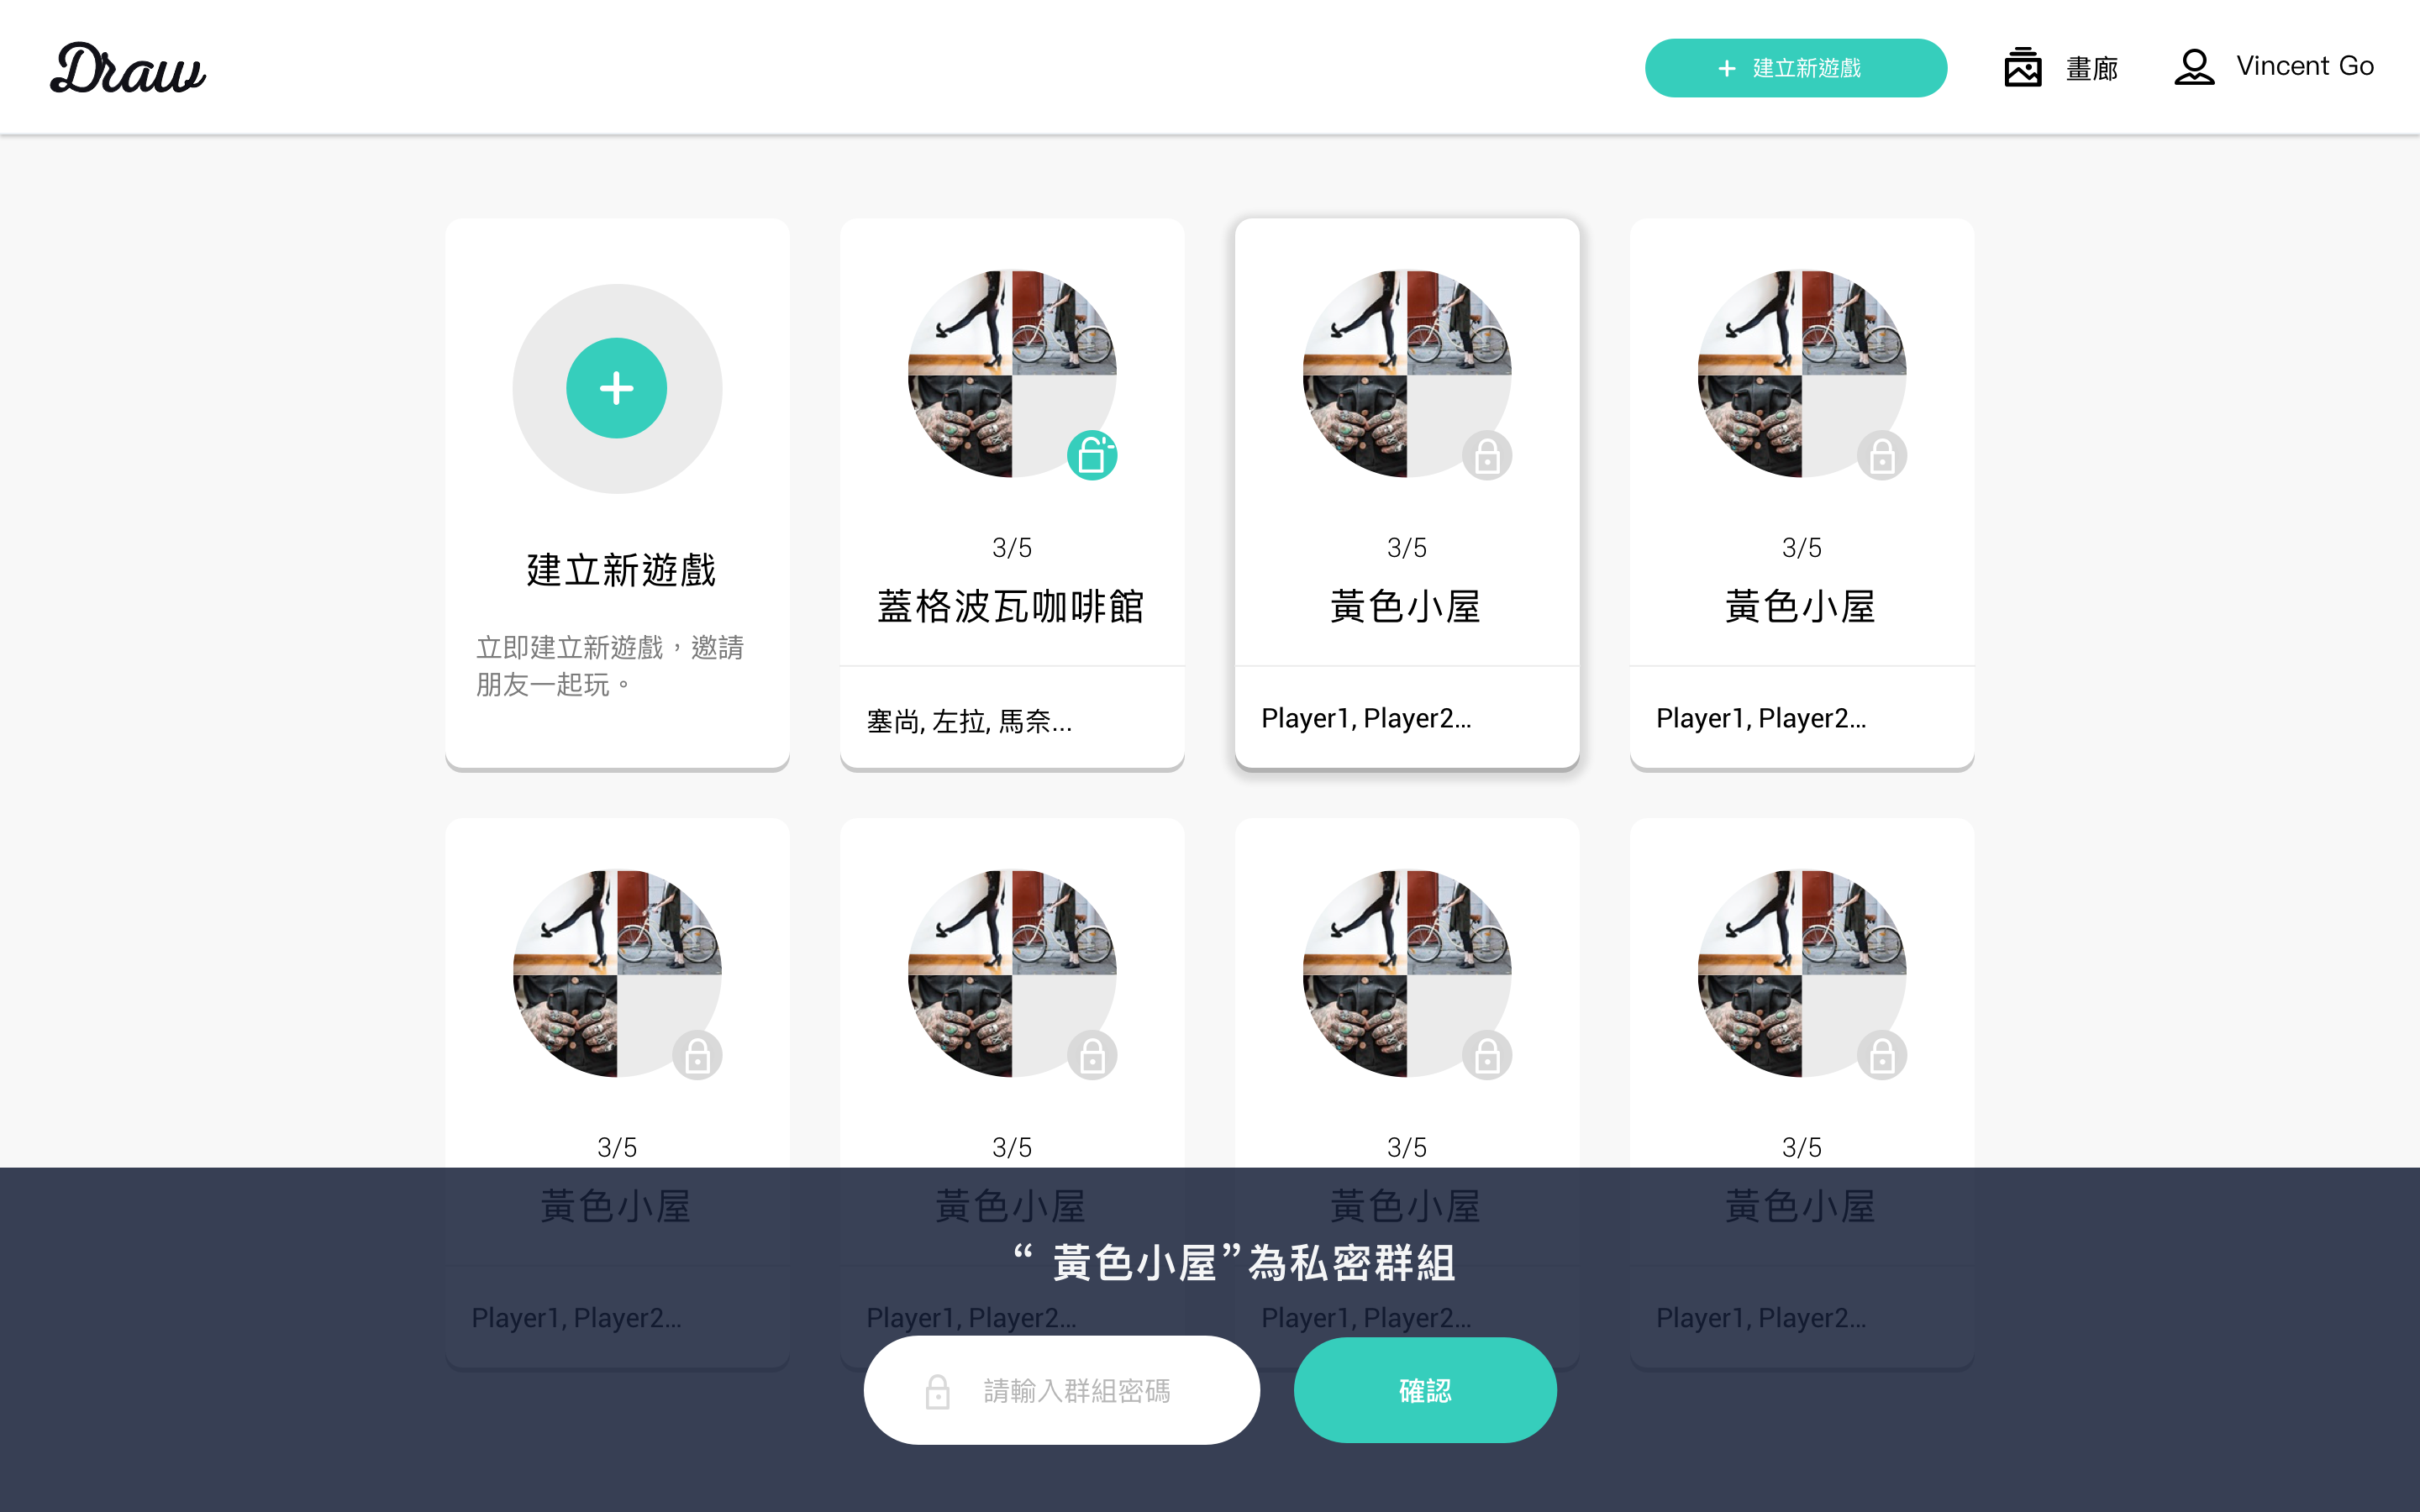 Draw
+ 建立新遊戲
畫廊
Vincent Go
建立新遊戲
立即建立新遊戲，邀請
朋友一起玩。
3/5
蓋格波瓦咖啡館
塞尚, 左拉, 馬奈...
3/5
黃色小屋
Player1, Player2...
3/5
黃色小屋
Player1, Player2...
3/5
黃色小屋
Player1, Player2...
3/5
黃色小屋
Player1, Player2...
3/5
黃色小屋
Player1, Player2...
3/5
黃色小屋
Player1, Player2...
“ 黃色小屋”為私密群組
請輸入群組密碼
確認